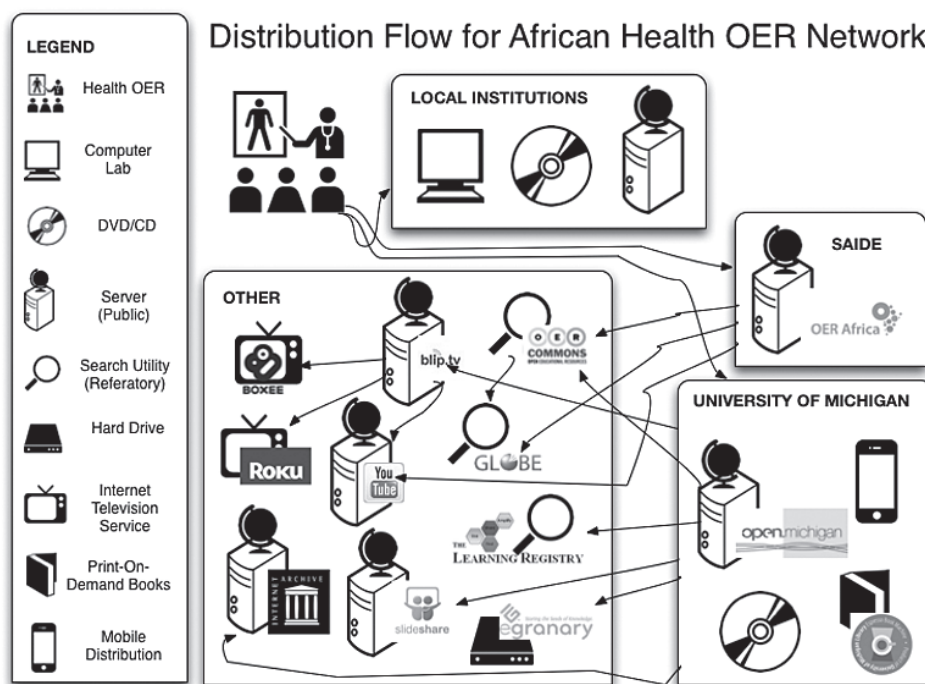 Distribution Flow for African Health OER Network
LEGEND
Health OER
Computer
Lab
DVD/CD
Server
(Public)
Search Utility
(Referatory)
Hard Drive
Internet
Television
Service
Print-On-
Demand Books
Mobile
Distribution
LOCAL INSTITUTIONS
SAIDE
OER Africa
OTHER
BOXEE
blip.tv
OER
COMMONS
OPEN EDUCATIONAL RESOURCES
ROKU
You
Tube
GLOBE
THE
LEARNING REGISTRY
INTERNET
ARCHIVE
slideshare
egranary
UNIVERSITY OF MICHIGAN
open.michigan